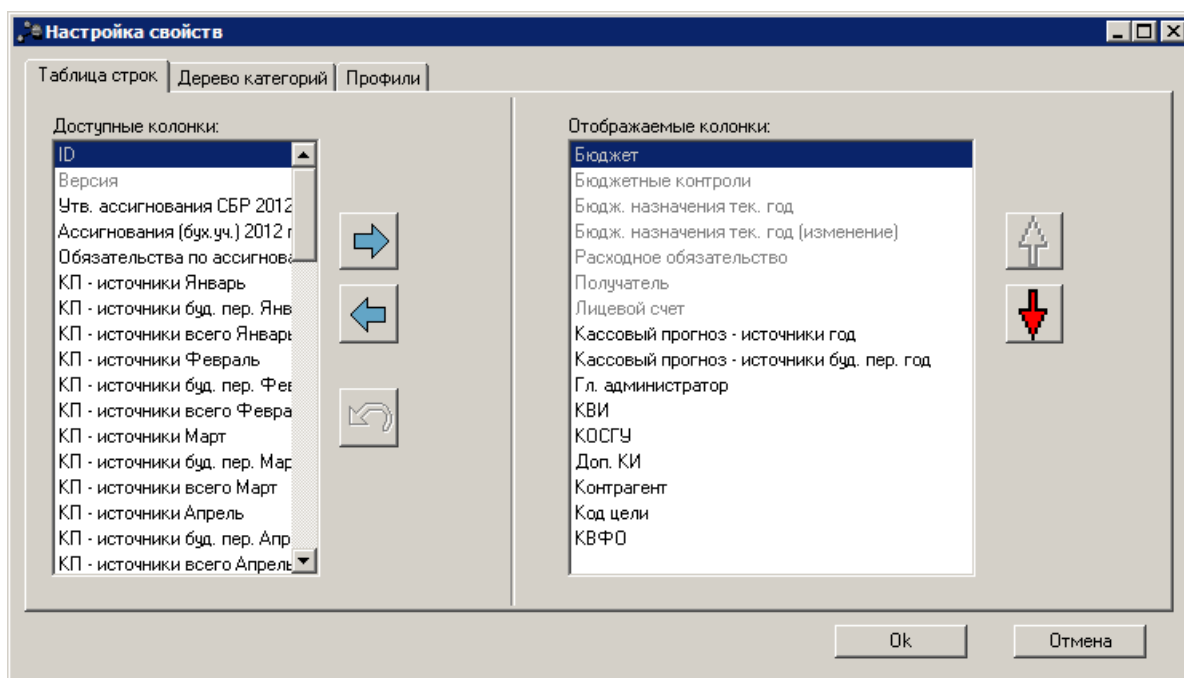 Настройка свойств
Таблица строк Дерево категорий Профили
Доступные колонки:
ID
Версия
Утв. ассигнования СБР 2012
Ассигнования (бух.уч.) 2012 г
Обязательства по ассигнова
КП - источники Январь
КП - источники буд. пер. Янв
КП - источники всего Январь
КП - источники Февраль
КП - источники буд. пер. Фев
КП - источники всего Февра
КП - источники Март
КП - источники буд. пер. Мар
КП - источники всего Март
КП - источники Апрель
КП - источники буд. пер. Апр
КП - источники всего Апрель
Отображаемые колонки:
Бюджет
Бюджетные контроли
Бюдж. назначения тек. год
Бюдж. назначения тек. год (изменение)
Расходное обязательство
Получатель
Лицевой счет
Кассовый прогноз - источники год
Кассовый прогноз - источники буд. пер. год
Гл. администратор
КВИ
КОСГУ
Доп. КИ
Контрагент
Код цели
КВФО
Ok Отмена